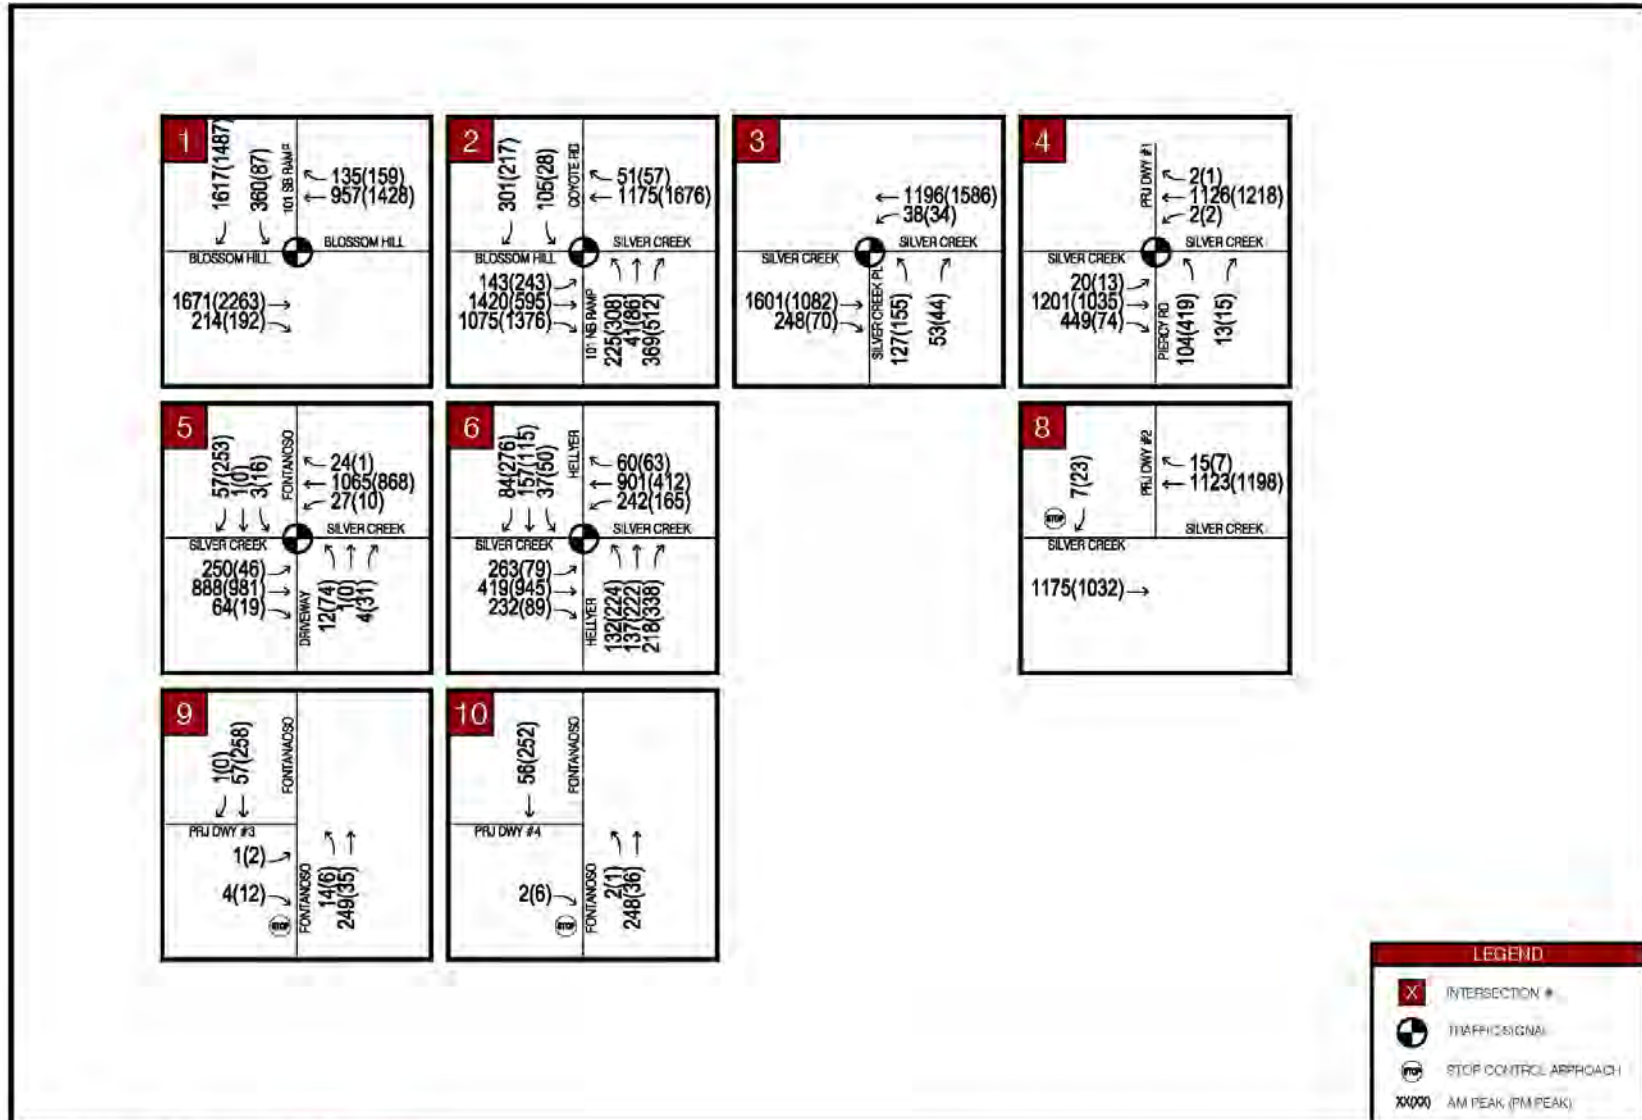 1
1617(1487)
360(87)
101 SB RAMP
135(159)
957(1428)
BLOSSOM HILL
BLOSSOM HILL
1671(2263)
214(192)
2
301(217)
105(28)
COYOTE RD
51(57)
1175(1676)
SILVER CREEK
BLOSSOM HILL
143(243)
1420(595)
1075(1376)
101 NB RAMP
225(308)
41(86)
369(512)
3
1196(1586)
38(34)
SILVER CREEK
SILVER CREEK
1601(1082)
248(70)
SILVER CREEK PL
127(155)
53(44)
4
PRJ DWY #1
2(1)
1126(1218)
2(2)
SILVER CREEK
SILVER CREEK
20(13)
1201(1035)
449(74)
PIERCY RD
104(419)
13(15)
5
57(253)
1(0)
3(16)
FONTANOSO
24(1)
1065(868)
27(10)
SILVER CREEK
SILVER CREEK
250(46)
888(981)
64(19)
DRIVEWAY
12(74)
1(0)
4(31)
6
84(276)
157(115)
37(50)
HELLYER
60(63)
901(412)
242(165)
SILVER CREEK
SILVER CREEK
263(79)
419(945)
232(89)
HELLYER
132(224)
137(222)
218(338)
8
7(23)
PRJ DWY #2
15(7)
1123(1198)
STOP
SILVER CREEK
SILVER CREEK
1175(1032)
9
1(0)
57(258)
FONTANAOSO
PRJ DWY #3
1(2)
4(12)
STOP
FONTANOSO
14(6)
249(35)
10
56(252)
FONTANAOSO
PRJ DWY #4
2(6)
STOP
FONTANOSO
2(1)
248(36)
LEGEND
X INTERSECTION #
TRAFFIC SIGNAL
STOP STOP CONTROL APPROACH
XX(XX) AM PEAK (PM PEAK)